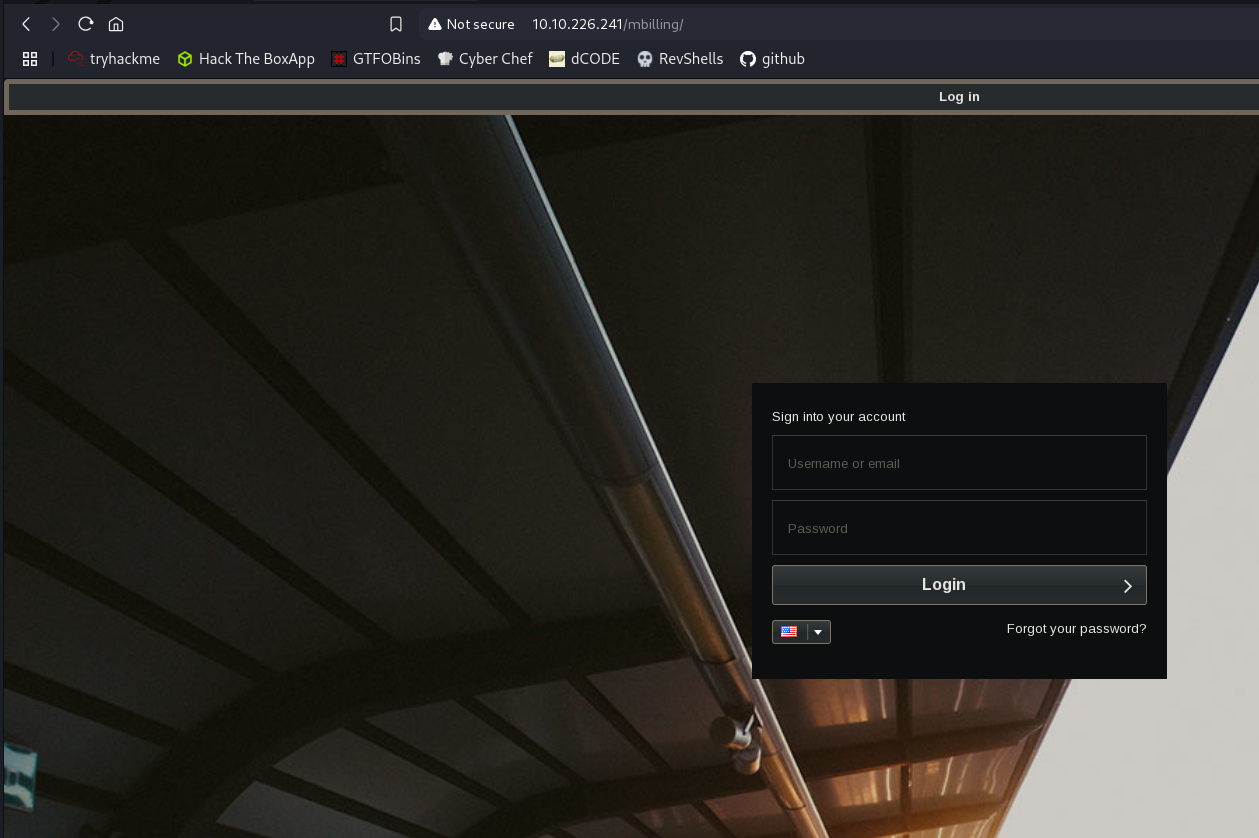 Not secure 10.10.226.241/mbilling/
tryhackme Hack The BoxApp GTFOBins Cyber Chef dCODE RevShells github
Log in
Sign into your account
Username or email
Password
Login
Forgot your password?